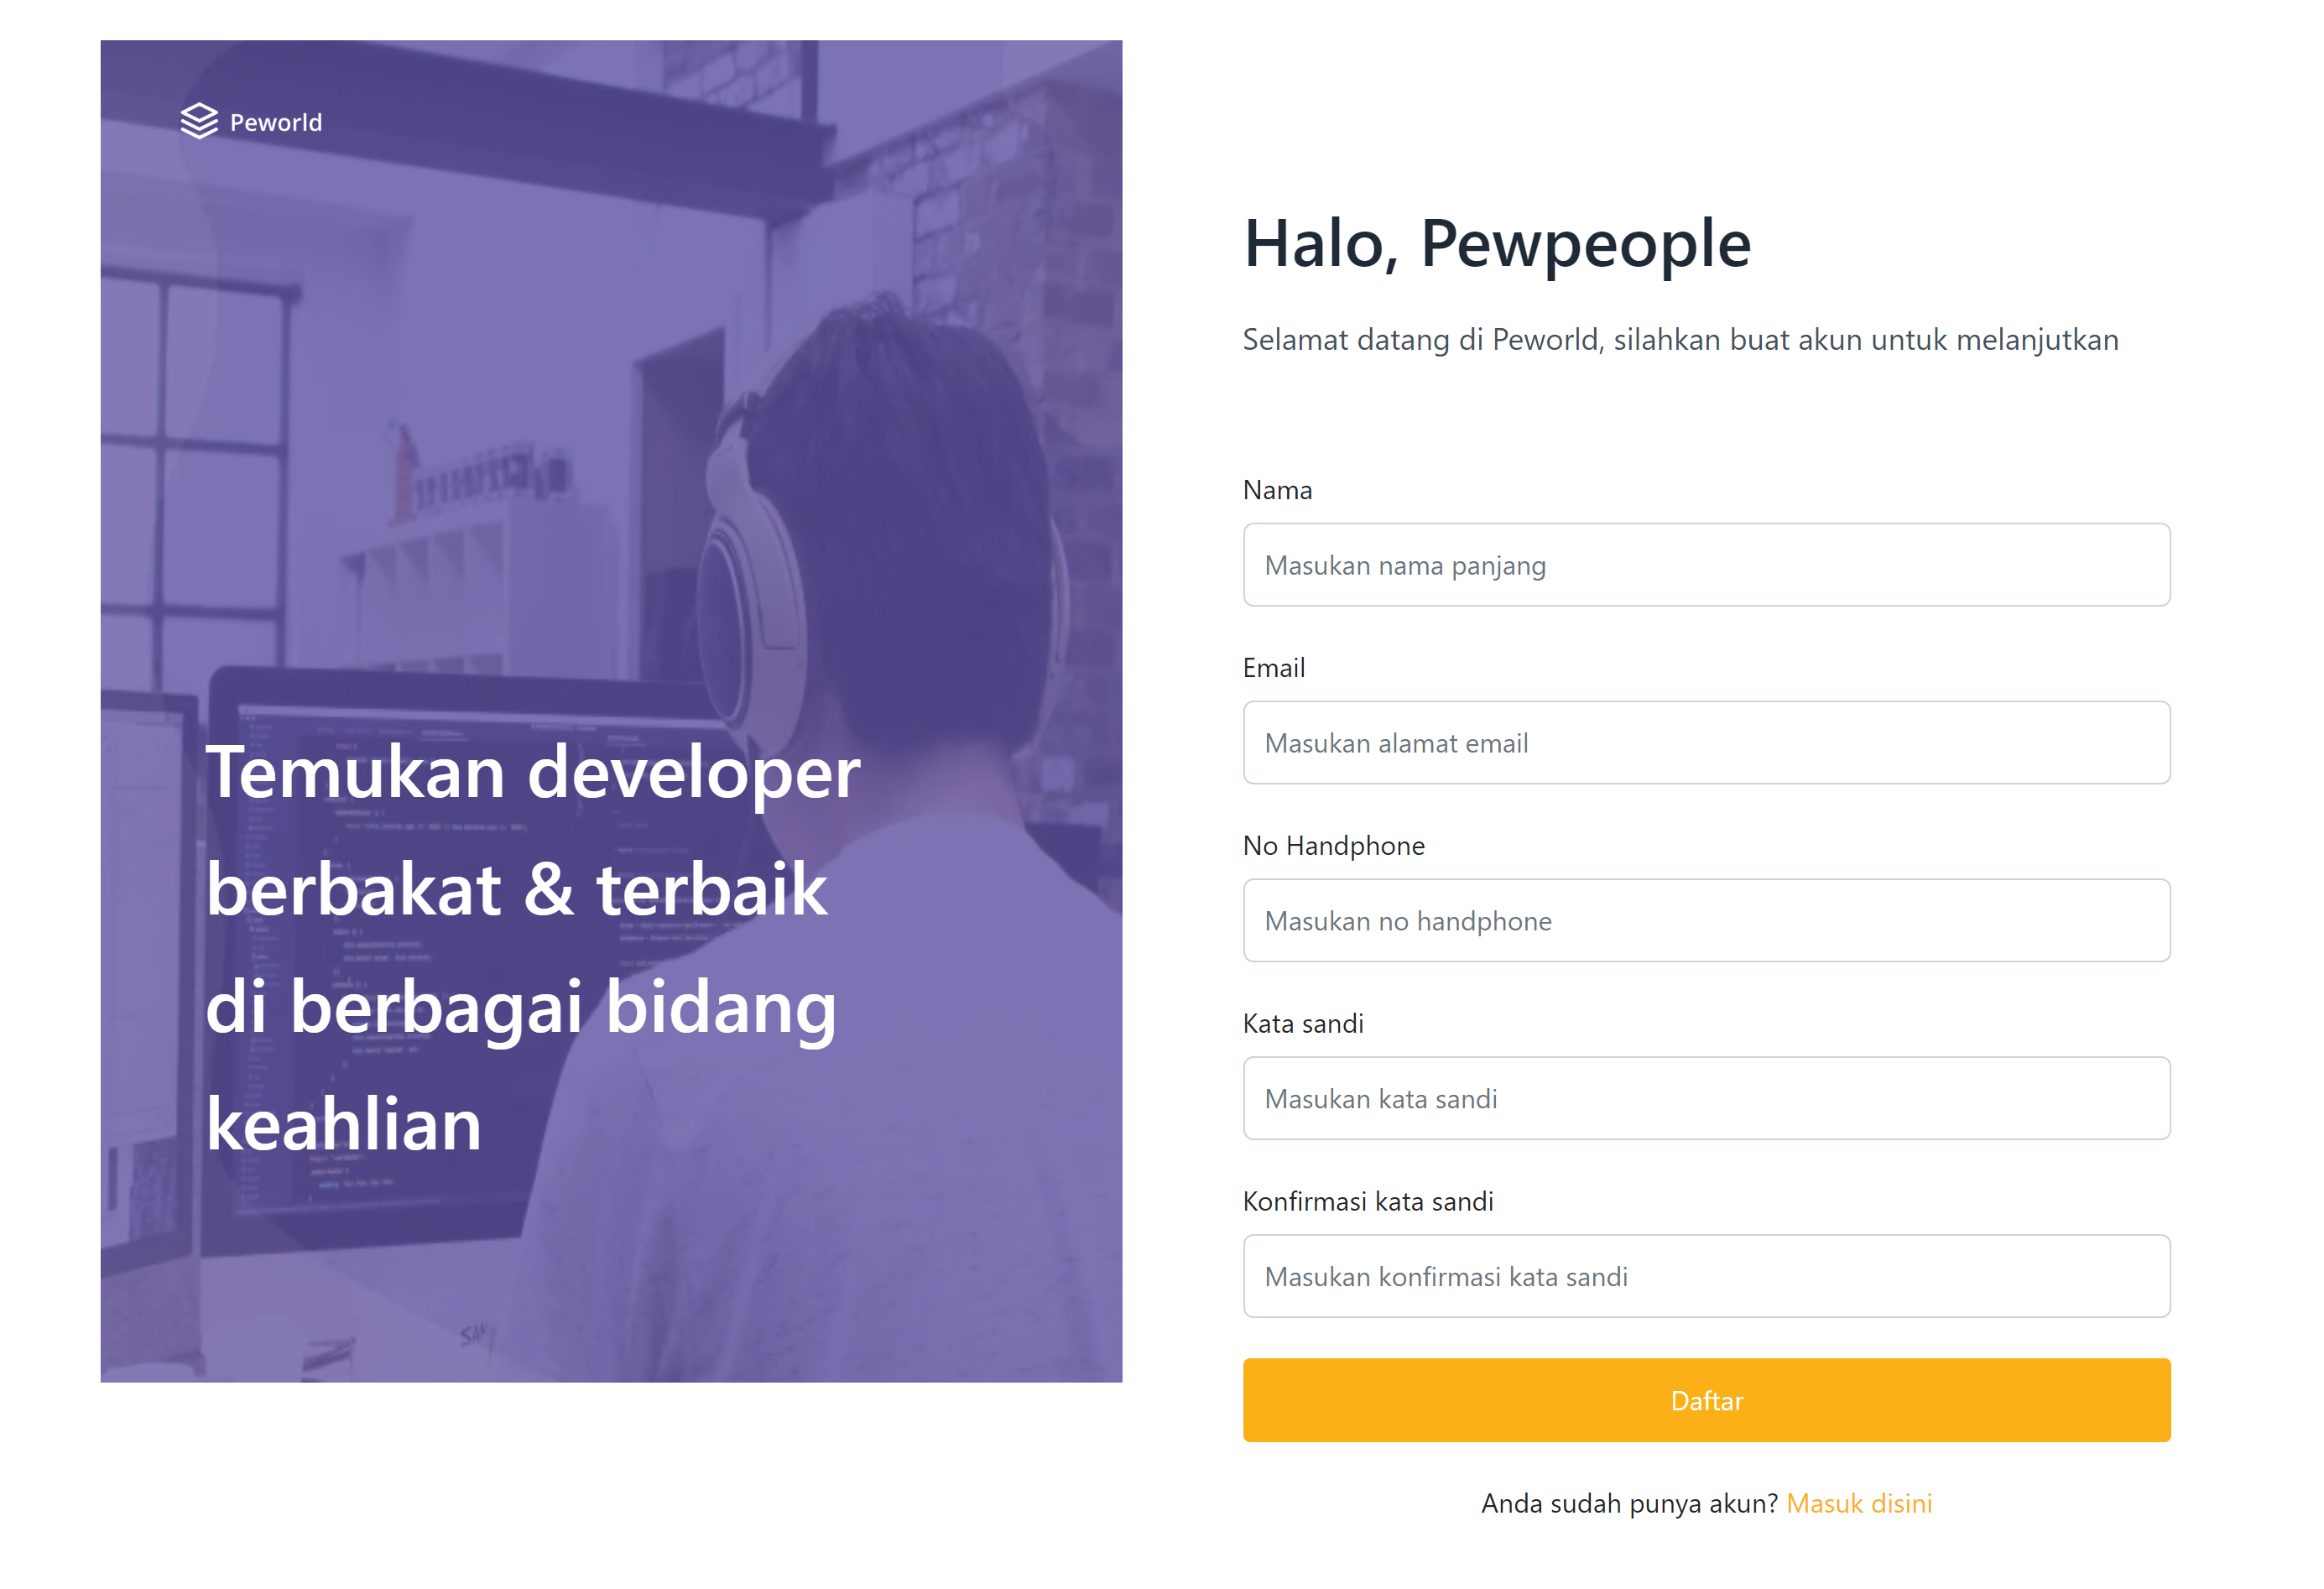 Peworld
Temukan developer
berbakat & terbaik
di berbagai bidang
keahlian
Halo, Pewpeople
Selamat datang di Peworld, silahkan buat akun untuk melanjutkan
Nama
Masukan nama panjang
Email
Masukan alamat email
No Handphone
Masukan no handphone
Kata sandi
Masukan kata sandi
Konfirmasi kata sandi
Masukan konfirmasi kata sandi
Daftar
Anda sudah punya akun? Masuk disini